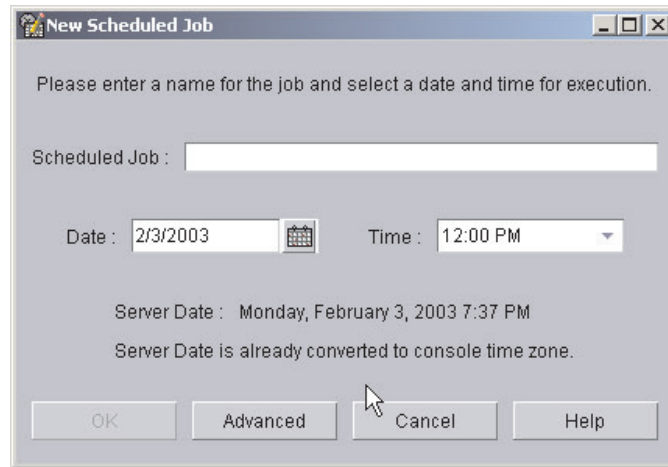 New Scheduled Job
Please enter a name for the job and select a date and time for execution.
Scheduled Job :
Date : 2/3/2003 Time : 12:00 PM
Server Date : Monday, February 3, 2003 7:37 PM
Server Date is already converted to console time zone.
OK Advanced Cancel Help